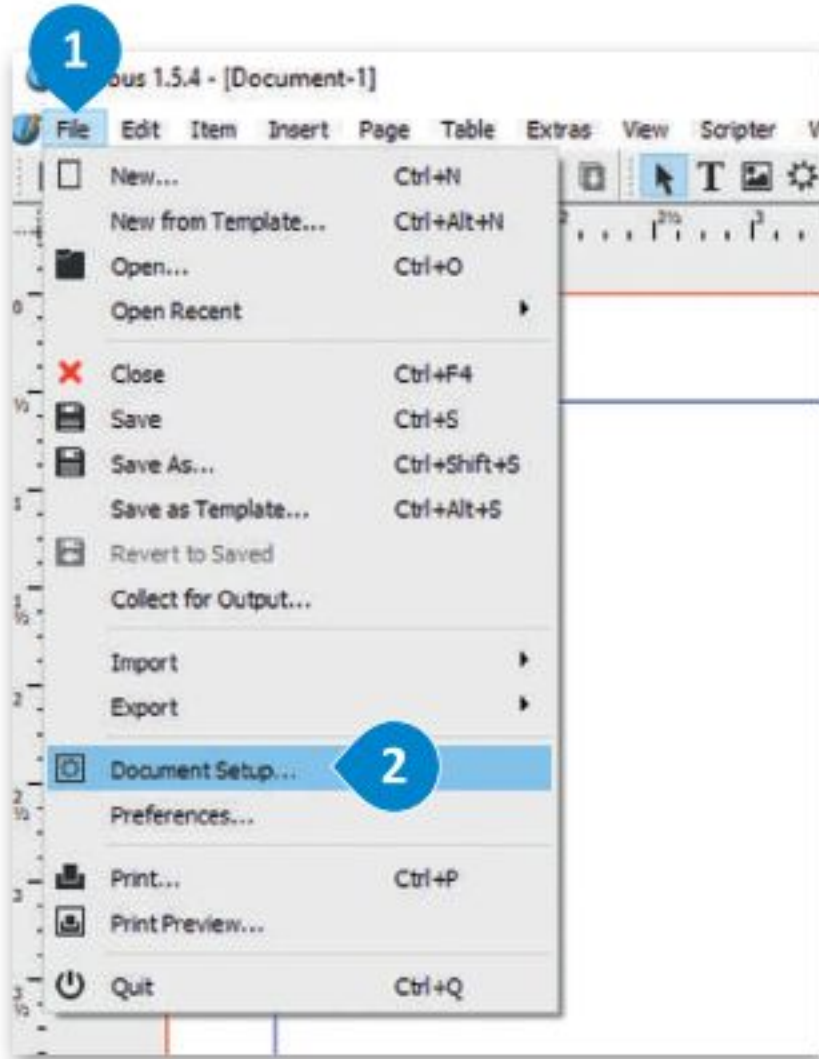 1
ous 1.5.4 - [Document-1]
File Edit Item Insert Page Table Extras View Scripter
New... Ctrl+N
New from Template... Ctrl+Alt+N
Open... Ctrl+O
Open Recent
Close Ctrl+F4
Save Ctrl+S
Save As... Ctrl+Shift+S
Save as Template... Ctrl+Alt+S
Revert to Saved
Collect for Output...
Import
Export
Document Setup... 2
Preferences...
Print... Ctrl+P
Print Preview...
Quit Ctrl+Q